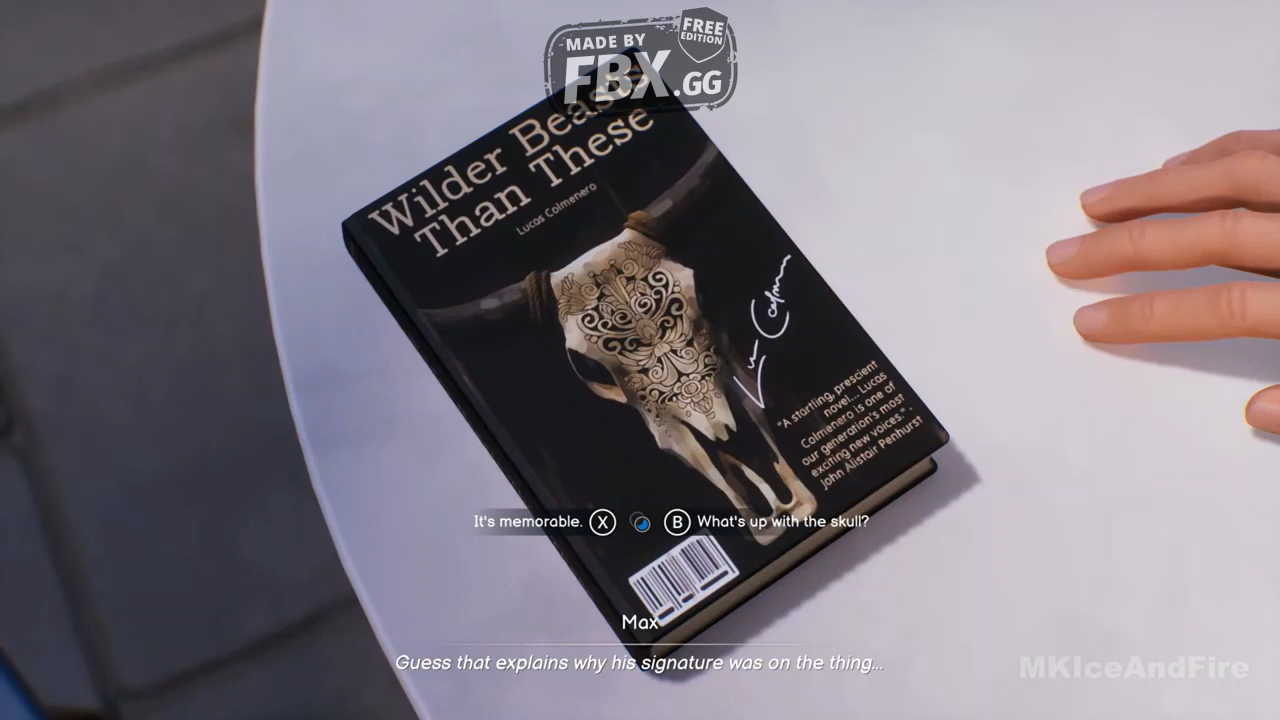 MADE BY
FREE
EDITION
FBX.GG
Wilder
Than These
Lucas Colmenero
"A startling, prescient
novel... Lucas
Colmenero is one of
our generation's most
exciting new voices." -
John Alistair Penhurst
It's memorable. X B What's up with the skull?
Max
Guess that explains why his signature was on the thing...
MKIceAndFire